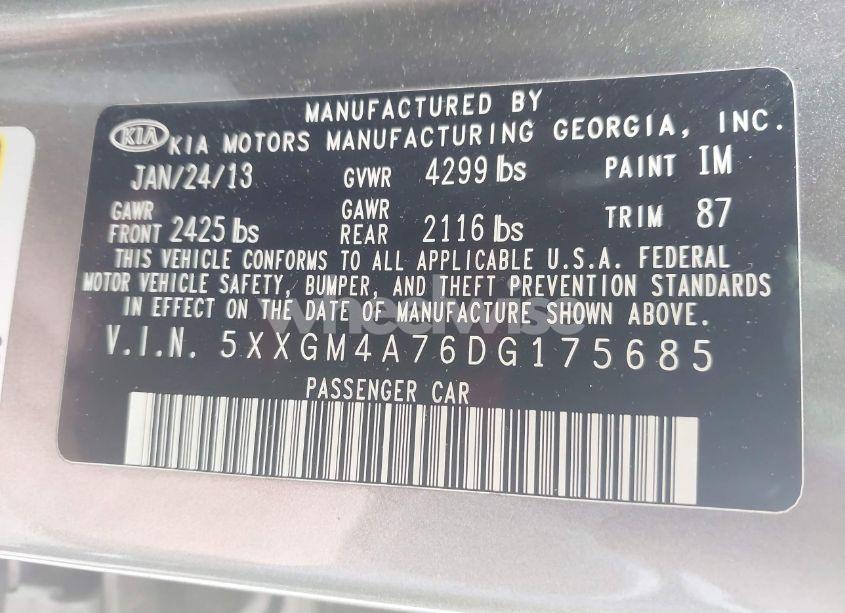 MANUFACTURED BY
KIA KIA MOTORS MANUFACTURING GEORGIA, INC.
JAN/24/13 GVWR 4299 lbs PAINT IM
GAWR FRONT 2425 lbs GAWR REAR 2116 lbs TRIM 87
THIS VEHICLE CONFORMS TO ALL APPLICABLE U.S.A. FEDERAL
MOTOR VEHICLE SAFETY, BUMPER, AND THEFT PREVENTION STANDARDS
IN EFFECT ON THE DATE OF MANUFACTURE SHOWN ABOVE.
wheelwise
V.I.N. 5XXGM4A76DG175685
PASSENGER CAR